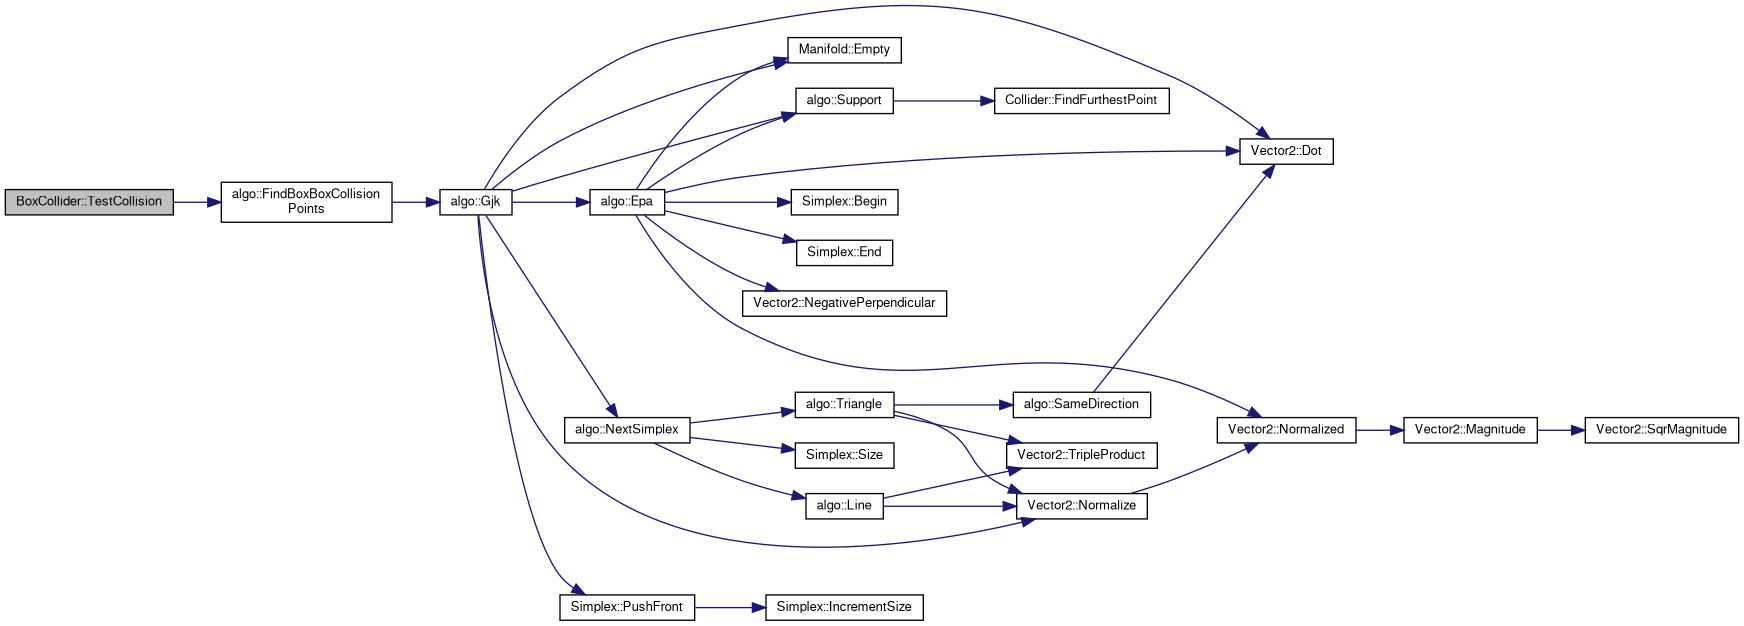 BoxCollider::TestCollision
algo::FindBoxBoxCollision
Points
algo::Gjk
algo::Epa
Manifold::Empty
algo::Support
Collider::FindFurthestPoint
Vector2::Dot
Simplex::Begin
Simplex::End
Vector2::NegativePerpendicular
algo::NextSimplex
algo::Triangle
algo::SameDirection
Simplex::Size
Vector2::TripleProduct
algo::Line
Vector2::Normalize
Vector2::Normalized
Vector2::Magnitude
Vector2::SqrMagnitude
Simplex::PushFront
Simplex::IncrementSize